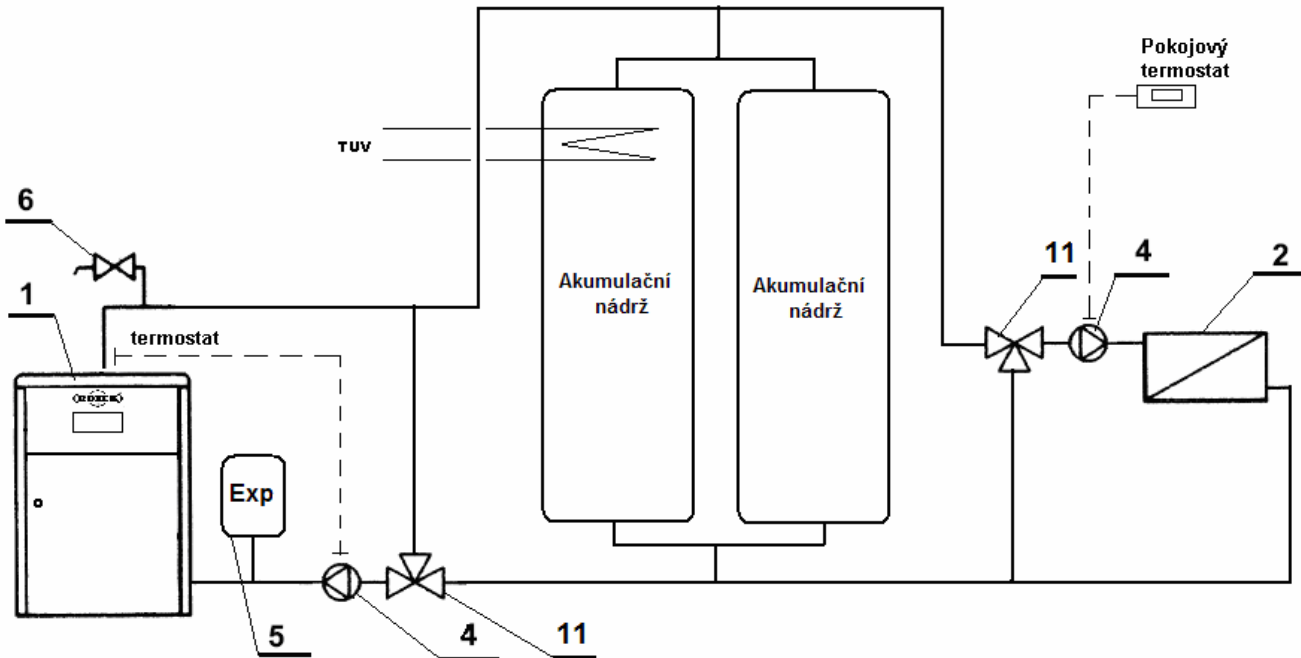 Pokojový
termostat
TUV
6
Akumulační
nádrž
Akumulační
nádrž
11
4
2
1
termostat
Exp
5
4
11